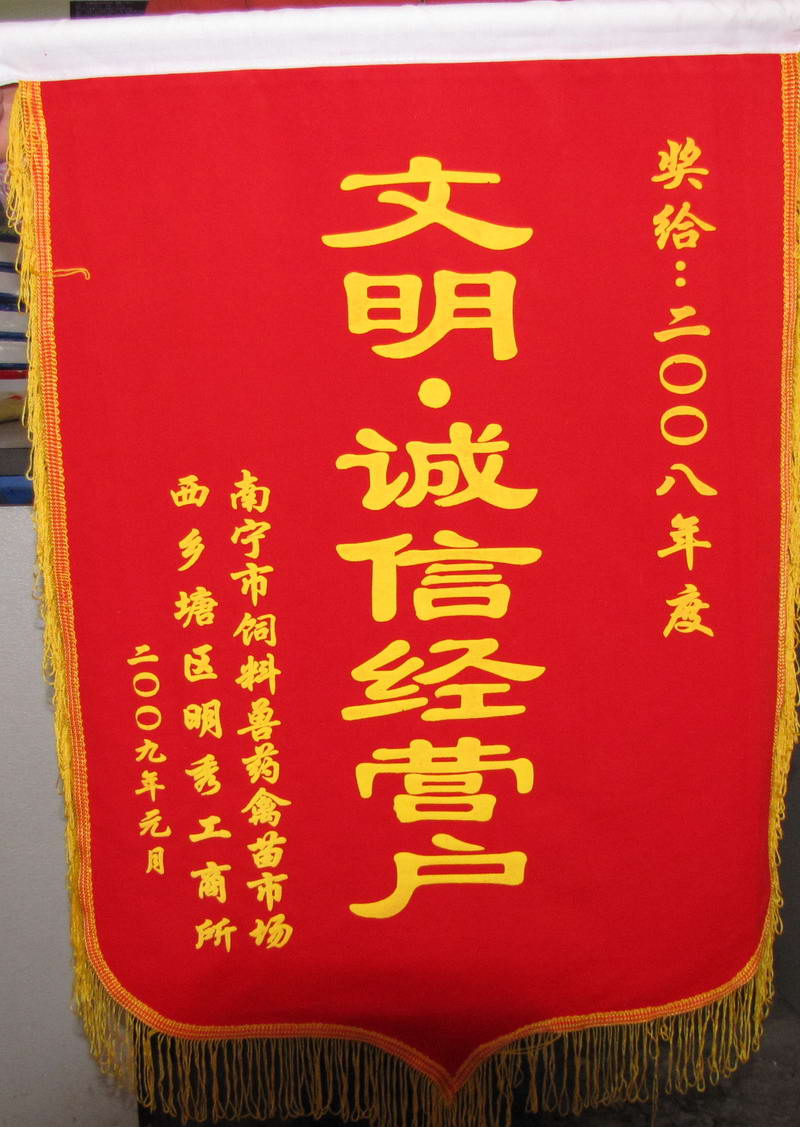 奖给：二〇〇八年度
文明·诚信经营户
南宁市饲料兽药禽苗市场
西乡塘区明秀工商所
二〇〇九年元月